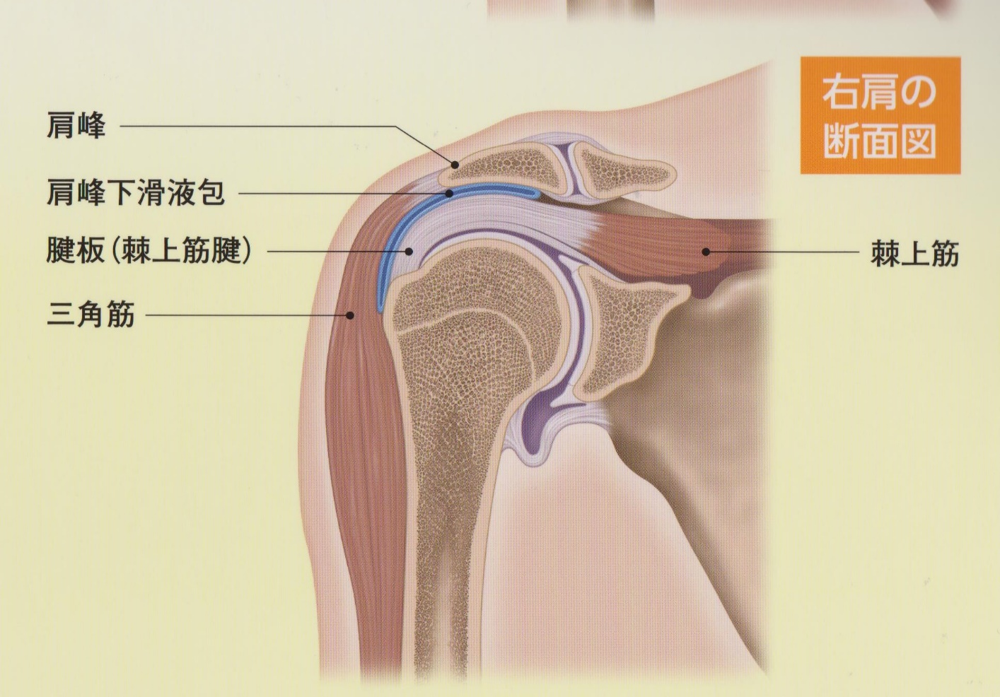 右肩の
断面図
肩峰
肩峰下滑液包
腱板(棘上筋腱)
三角筋
棘上筋